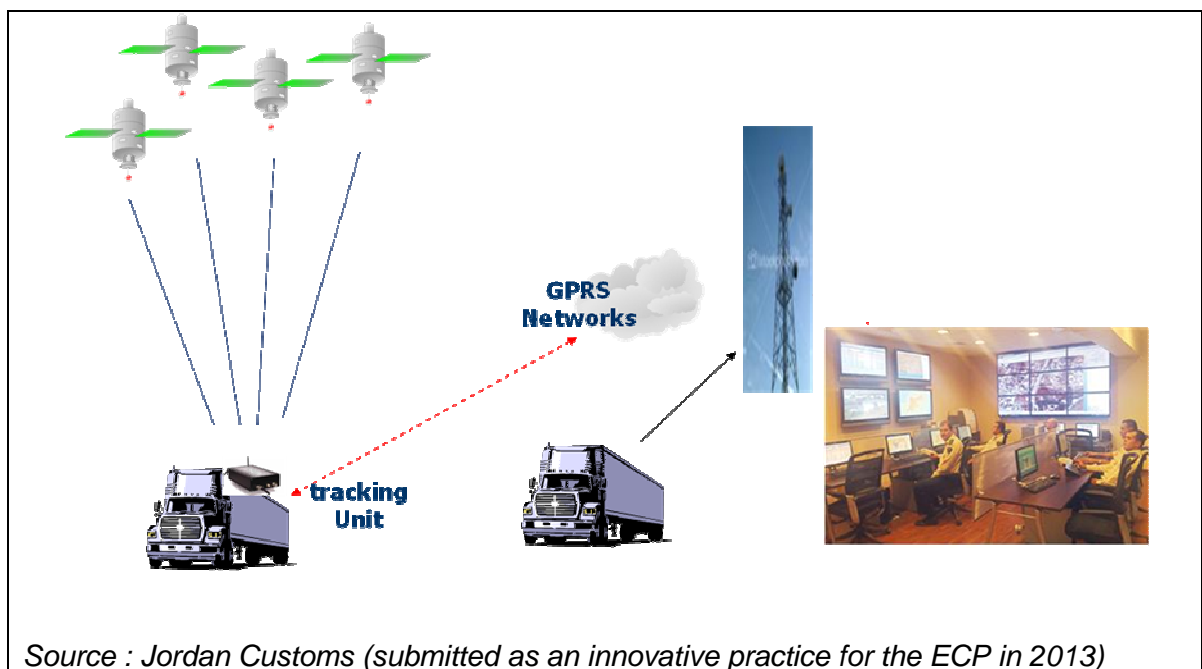 GPRS
Networks
tracking
Unit
Source : Jordan Customs (submitted as an innovative practice for the ECP in 2013)